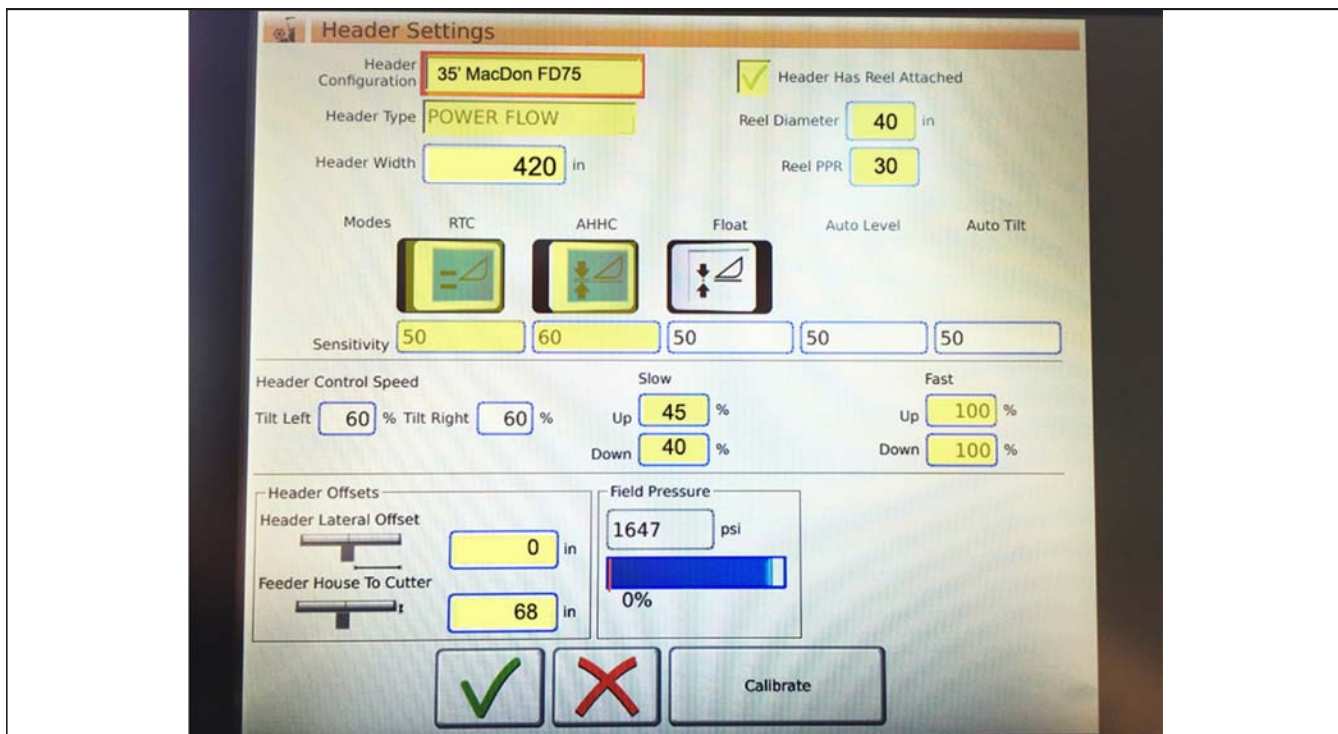 Header Settings
Header Configuration 35' MacDon FD75
Header Has Reel Attached
Header Type POWER FLOW
Reel Diameter 40 in
Header Width 420 in
Reel PPR 30
Modes RTC AHHC Float Auto Level Auto Tilt
Sensitivity 50 60 50 50 50
Header Control Speed Slow Fast
Tilt Left 60 % Tilt Right 60 % Up 45 % Up 100 %
Down 40 % Down 100 %
Header Offsets Field Pressure
Header Lateral Offset
1647 psi
0 in
Feeder House To Cutter
0%
68 in
Calibrate